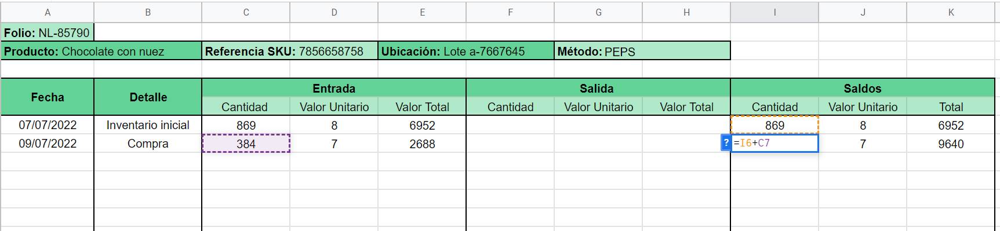 A B C D E F G H I J K
Folio: NL-85790
Producto: Chocolate con nuez Referencia SKU: 7856658758 Ubicación: Lote a-7667645 Método: PEPS
Fecha Detalle Entrada Salida Saldos
Cantidad Valor Unitario Valor Total Cantidad Valor Unitario Valor Total Cantidad Valor Unitario Total
07/07/2022 Inventario inicial 869 8 6952 869 8 6952
09/07/2022 Compra 384 7 2688 ? =I6+C7 7 9640